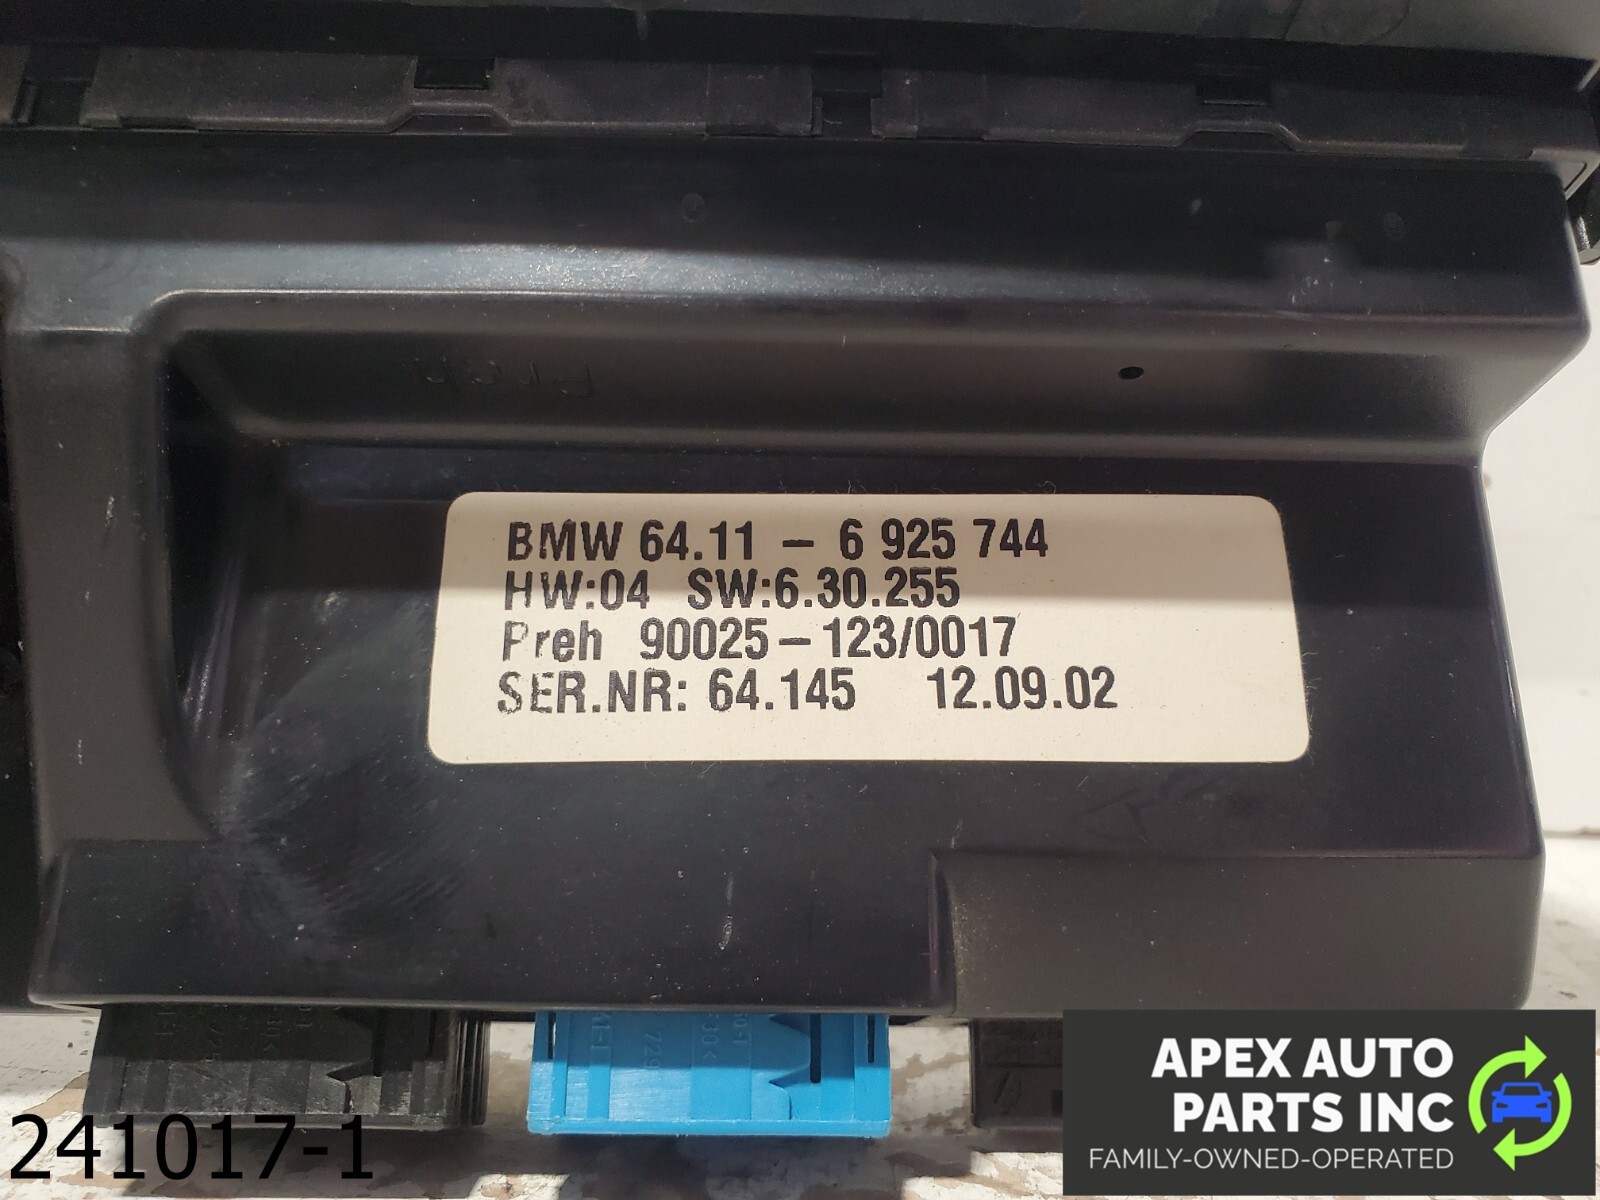 Preh
BMW 64.11 – 6 925 744
HW:04 SW:6.30.255
Preh 90025–123/0017
SER.NR: 64.145 12.09.02
241017-1
APEX AUTO
PARTS INC
FAMILY-OWNED-OPERATED